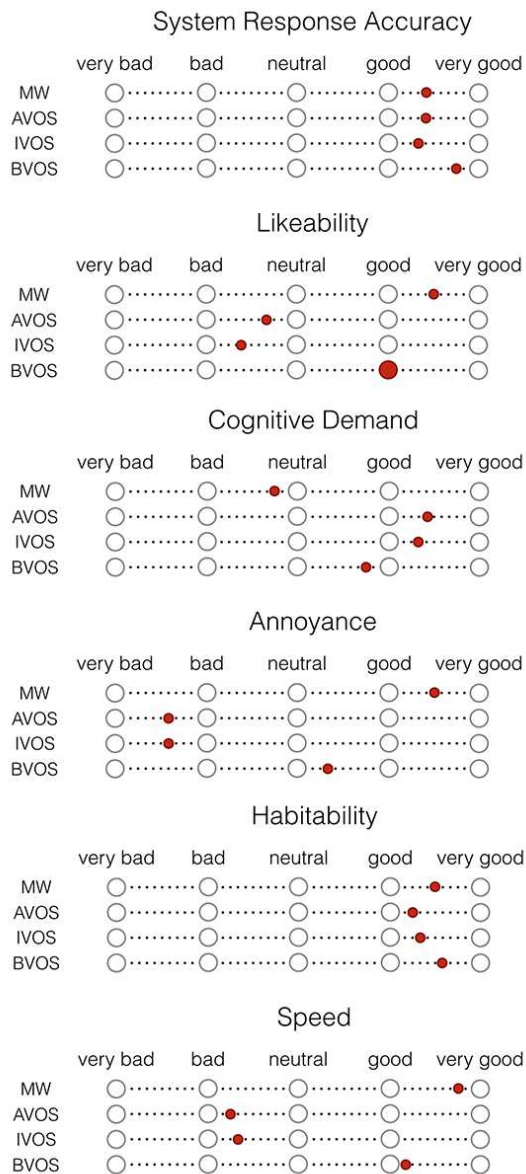 System Response Accuracy
very bad bad neutral good very good
MW
AVOS
IVOS
BVOS
Likeability
very bad bad neutral good very good
MW
AVOS
IVOS
BVOS
Cognitive Demand
very bad bad neutral good very good
MW
AVOS
IVOS
BVOS
Annoyance
very bad bad neutral good very good
MW
AVOS
IVOS
BVOS
Habitability
very bad bad neutral good very good
MW
AVOS
IVOS
BVOS
Speed
very bad bad neutral good very good
MW
AVOS
IVOS
BVOS